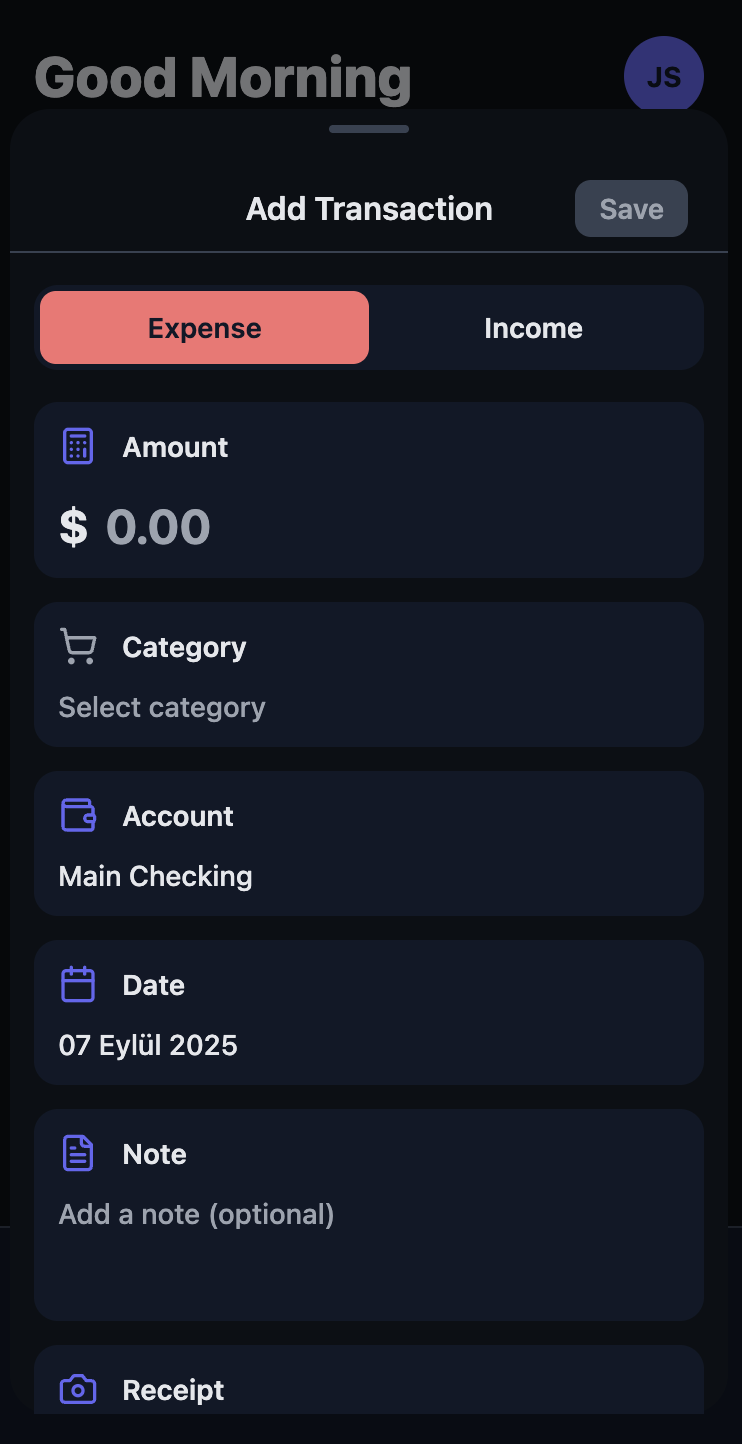 Good Morning
JS
Add Transaction
Save
Expense
Income
Amount
$ 0.00
Category
Select category
Account
Main Checking
Date
07 Eylül 2025
Note
Add a note (optional)
Receipt